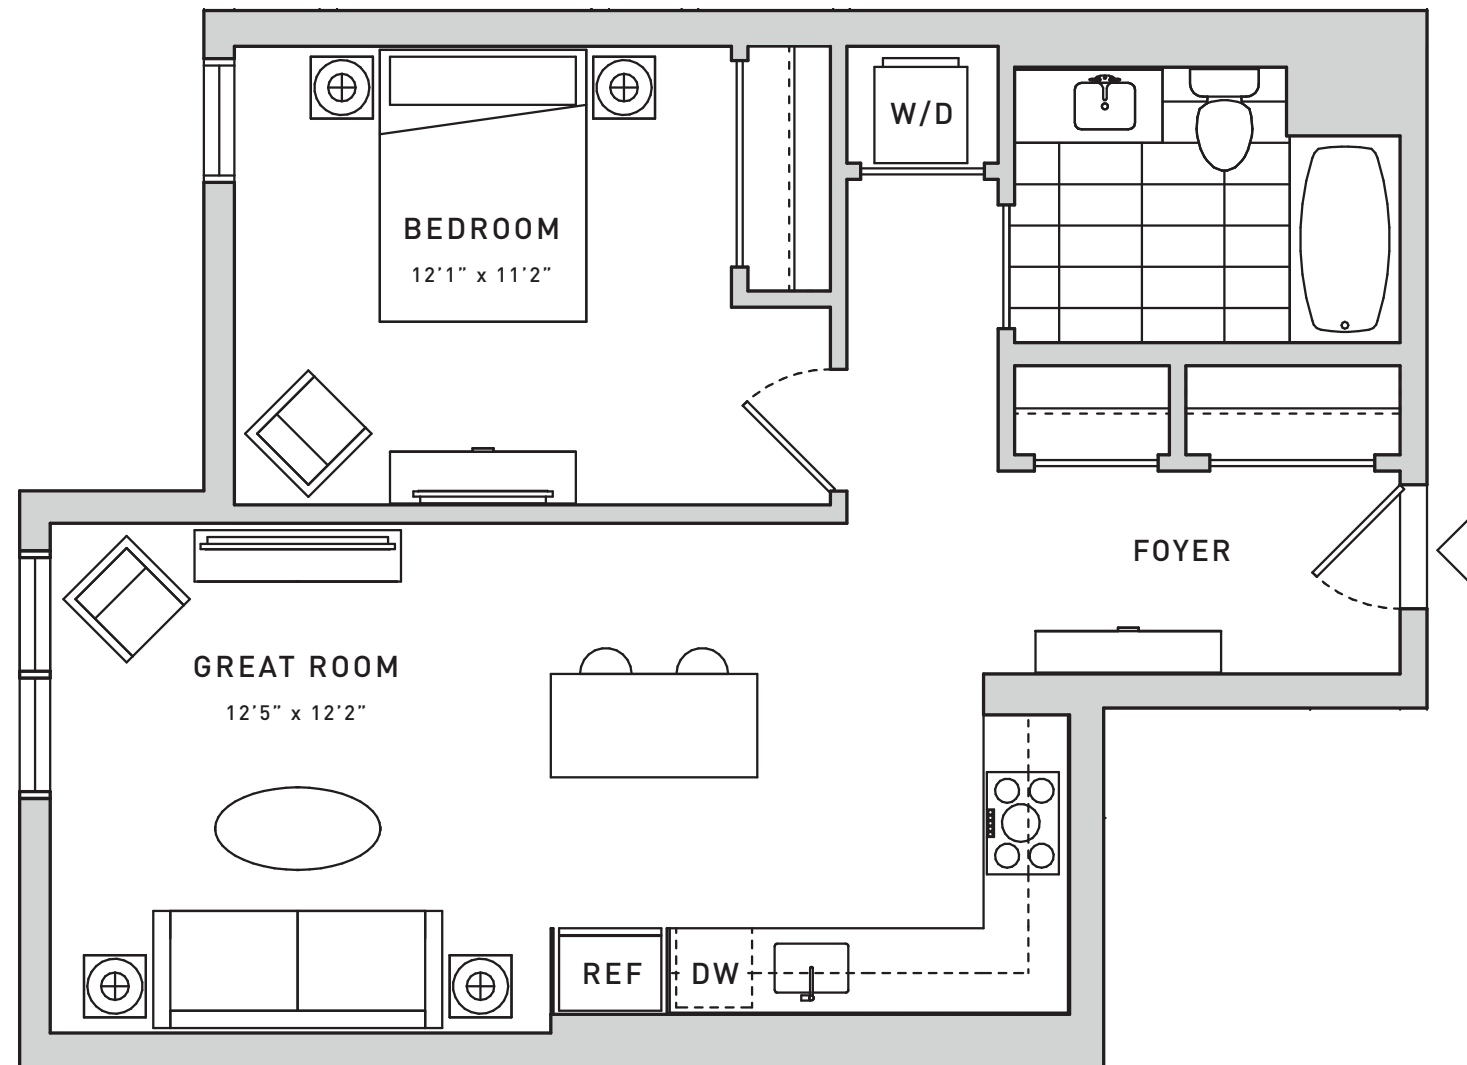 W/D
BEDROOM
12’1” x 11’2”
FOYER
GREAT ROOM
12’5” x 12’2”
REF
DW